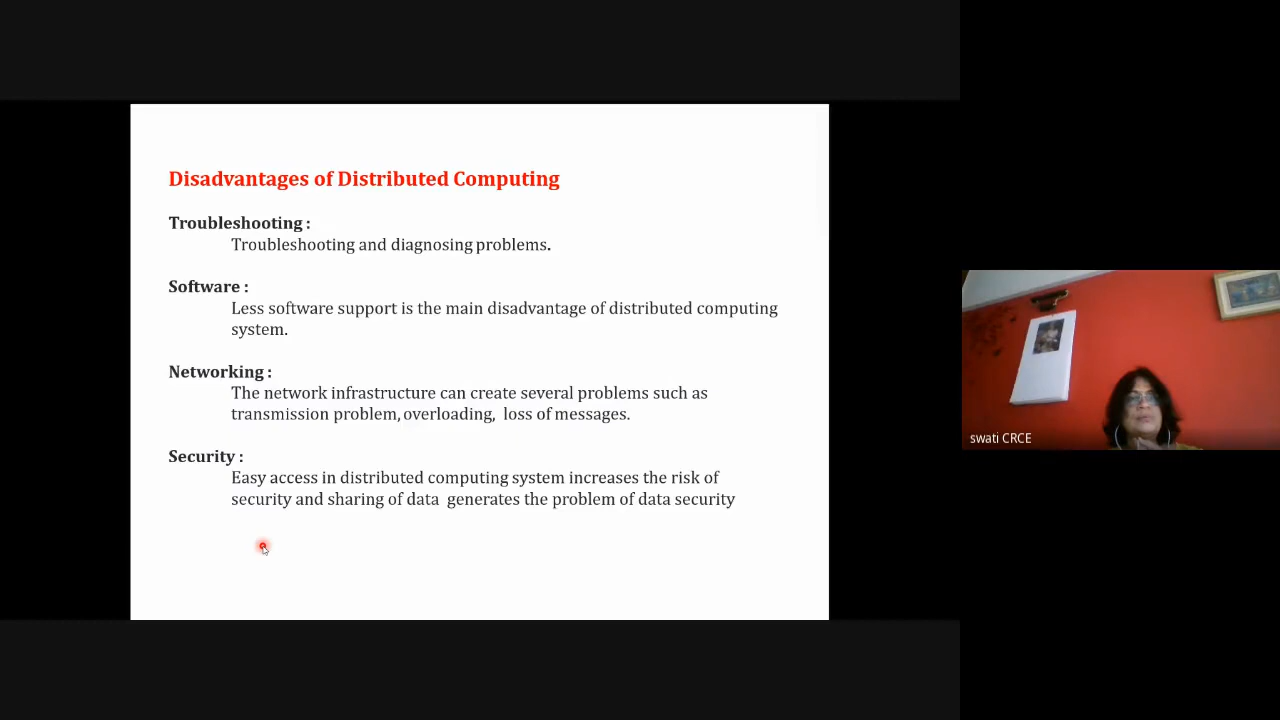 Disadvantages of Distributed Computing
Troubleshooting :
Troubleshooting and diagnosing problems.
Software :
Less software support is the main disadvantage of distributed computing
system.
Networking :
The network infrastructure can create several problems such as
transmission problem, overloading, loss of messages.
Security :
Easy access in distributed computing system increases the risk of
security and sharing of data generates the problem of data security
swati CRCE